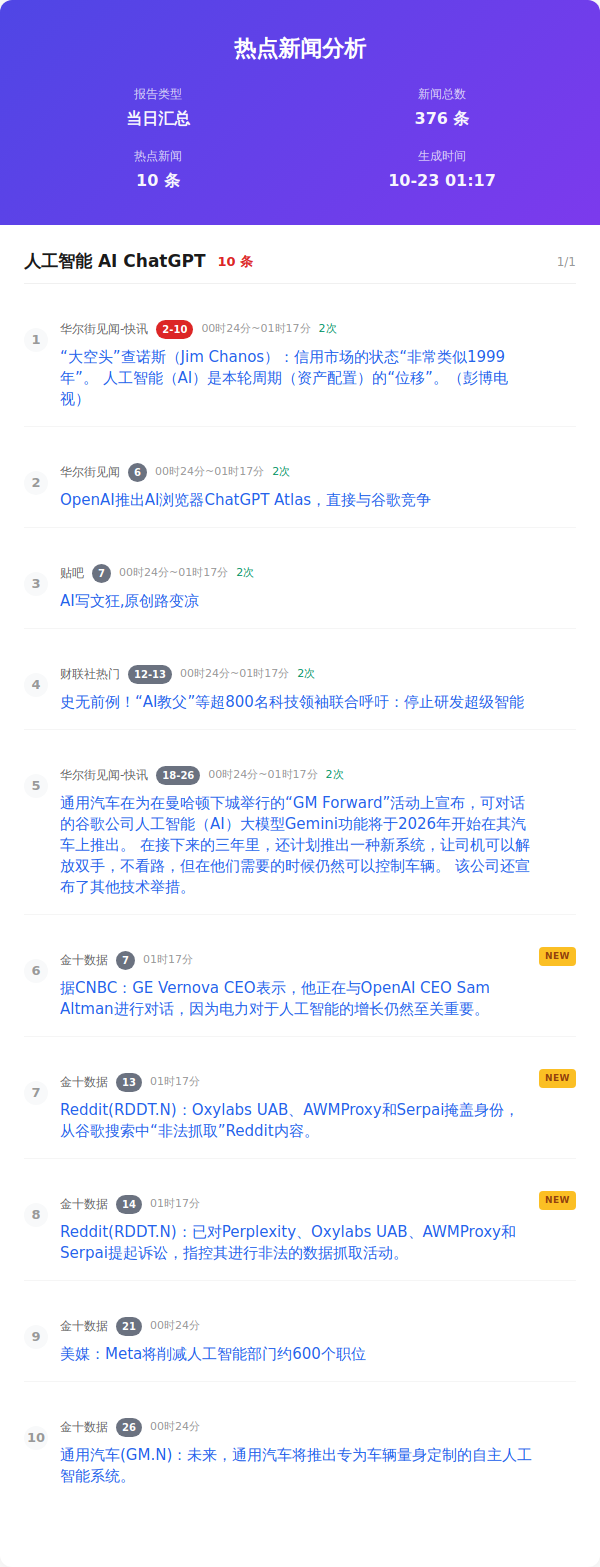 热点新闻分析
报告类型
当日汇总
新闻总数
376 条
热点新闻
10 条
生成时间
10-23 01:17
人工智能 AI ChatGPT 10 条 1/1
1
华尔街见闻-快讯 2-10 00时24分~01时17分 2次
“大空头”查诺斯（Jim Chanos）：信用市场的状态“非常类似1999
年”。 人工智能（AI）是本轮周期（资产配置）的“位移”。（彭博电
视）
2
华尔街见闻 6 00时24分~01时17分 2次
OpenAI推出AI浏览器ChatGPT Atlas，直接与谷歌竞争
3
贴吧 7 00时24分~01时17分 2次
AI写文狂,原创路变凉
4
财联社热门 12-13 00时24分~01时17分 2次
史无前例！“AI教父”等超800名科技领袖联合呼吁：停止研发超级智能
5
华尔街见闻-快讯 18-26 00时24分~01时17分 2次
通用汽车在为在曼哈顿下城举行的“GM Forward”活动上宣布，可对话
的谷歌公司人工智能（AI）大模型Gemini功能将于2026年开始在其汽
车上推出。 在接下来的三年里，还计划推出一种新系统，让司机可以解
放双手，不看路，但在他们需要的时候仍然可以控制车辆。 该公司还宣
布了其他技术举措。
6
金十数据 7 01时17分 NEW
据CNBC：GE Vernova CEO表示，他正在与OpenAI CEO Sam
Altman进行对话，因为电力对于人工智能的增长仍然至关重要。
7
金十数据 13 01时17分 NEW
Reddit(RDDT.N)：Oxylabs UAB、AWMProxy和Serpai掩盖身份，
从谷歌搜索中“非法抓取”Reddit内容。
8
金十数据 14 01时17分 NEW
Reddit(RDDT.N)：已对Perplexity、Oxylabs UAB、AWMProxy和
Serpai提起诉讼，指控其进行非法的数据抓取活动。
9
金十数据 21 00时24分
美媒：Meta将削减人工智能部门约600个职位
10
金十数据 26 00时24分
通用汽车(GM.N)：未来，通用汽车将推出专为车辆量身定制的自主人工
智能系统。